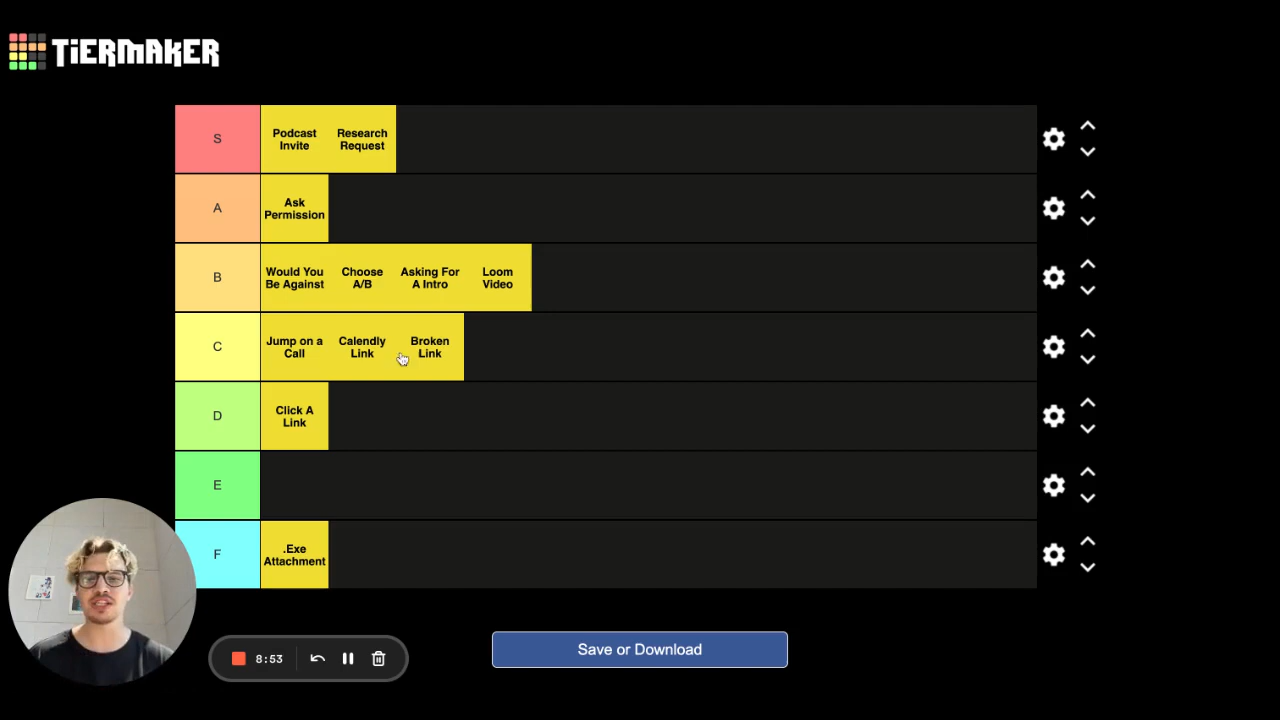 TiERMAKER
S
Podcast
Invite
Research
Request
A
Ask
Permission
B
Would You
Be Against
Choose
A/B
Asking For
A Intro
Loom
Video
C
Jump on a
Call
Calendly
Link
Broken
Link
D
Click A
Link
E
F
.Exe
Attachment
8:53
Save or Download